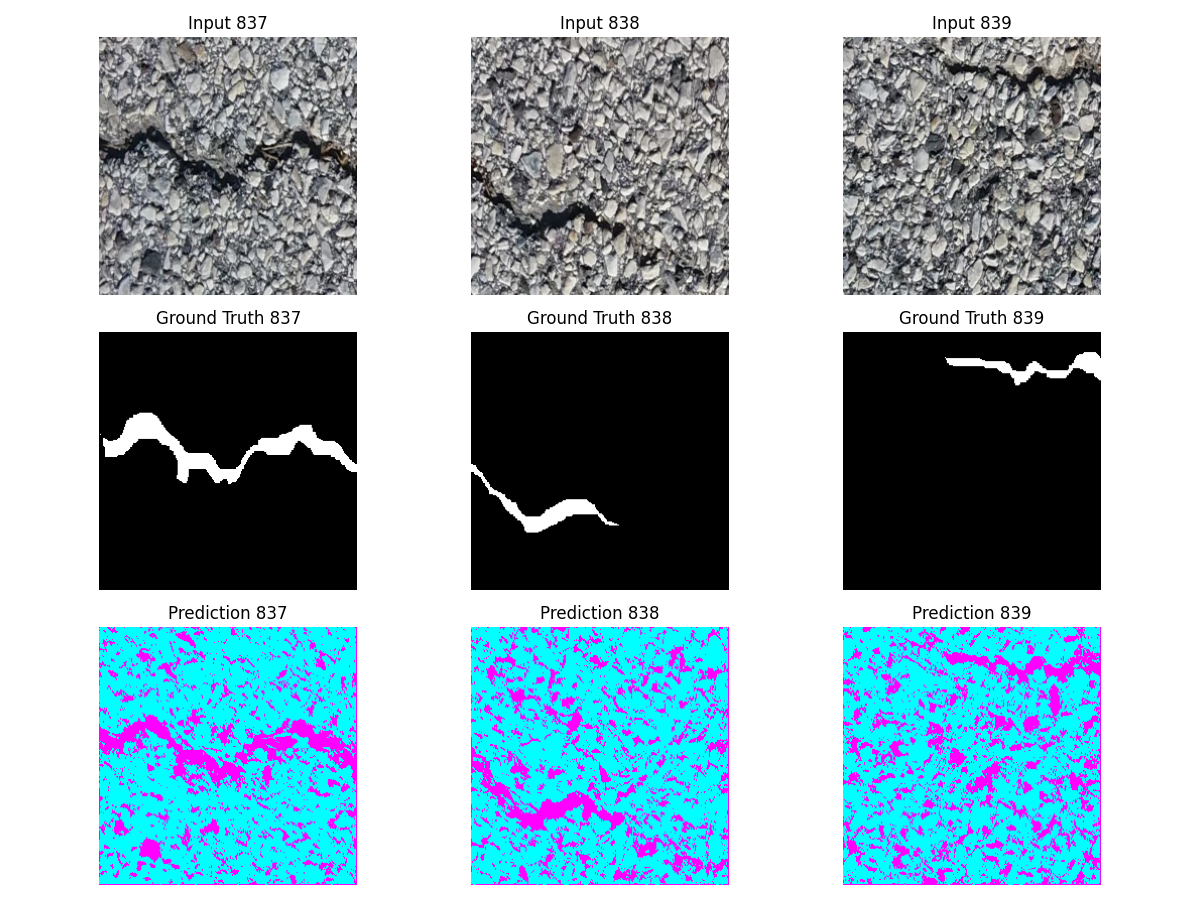 Input 837
Input 838
Input 839
Ground Truth 837
Ground Truth 838
Ground Truth 839
Prediction 837
Prediction 838
Prediction 839